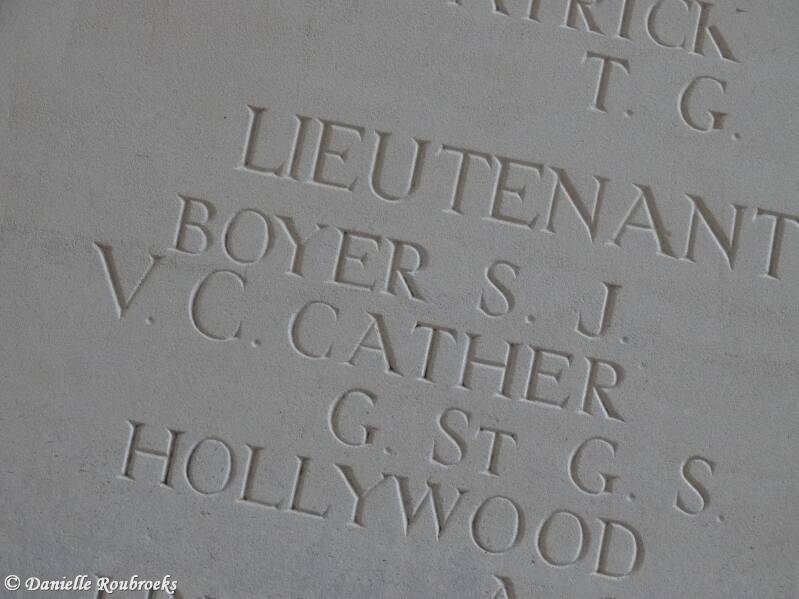 T. G.
LIEUTENANT
BOYER S. J.
V. C. CATHER
G. ST G. S.
HOLLYWOOD
© Danielle Roubroeks